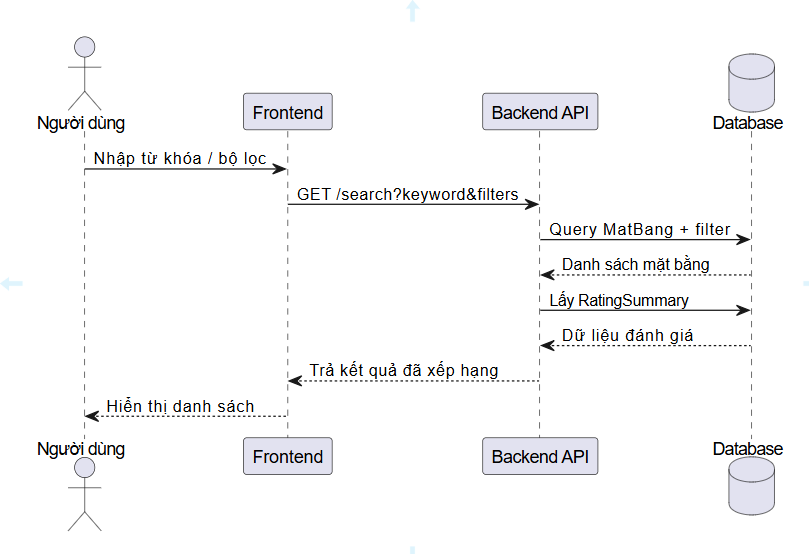 Người dùng
Frontend
Backend API
Database
Nhập từ khóa / bộ lọc
GET /search?keyword&filters
Query MatBang + filter
Danh sách mặt bằng
Lấy RatingSummary
Dữ liệu đánh giá
Trả kết quả đã xếp hạng
Hiển thị danh sách
Người dùng
Frontend
Backend API
Database